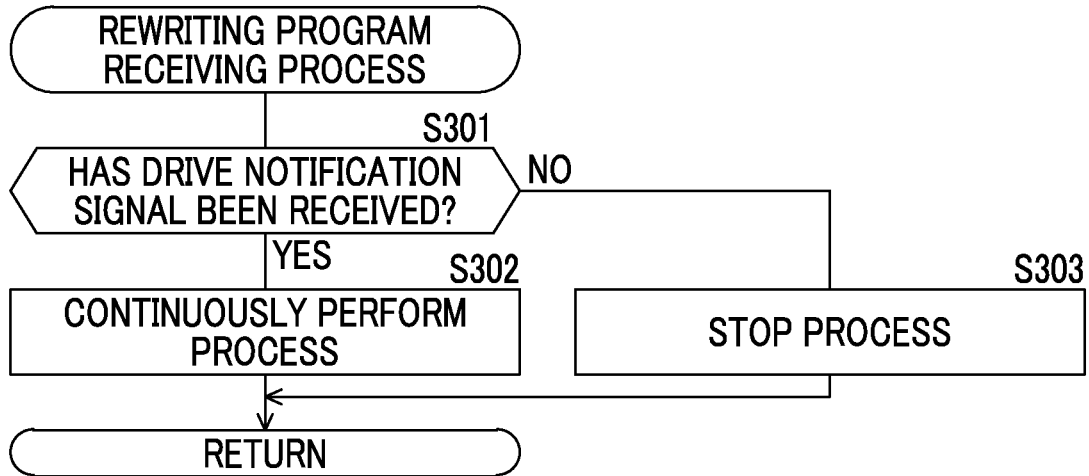 REWRITING PROGRAM
RECEIVING PROCESS
S301
HAS DRIVE NOTIFICATION
SIGNAL BEEN RECEIVED?
NO
YES
S302
CONTINUOUSLY PERFORM
PROCESS
S303
STOP PROCESS
RETURN